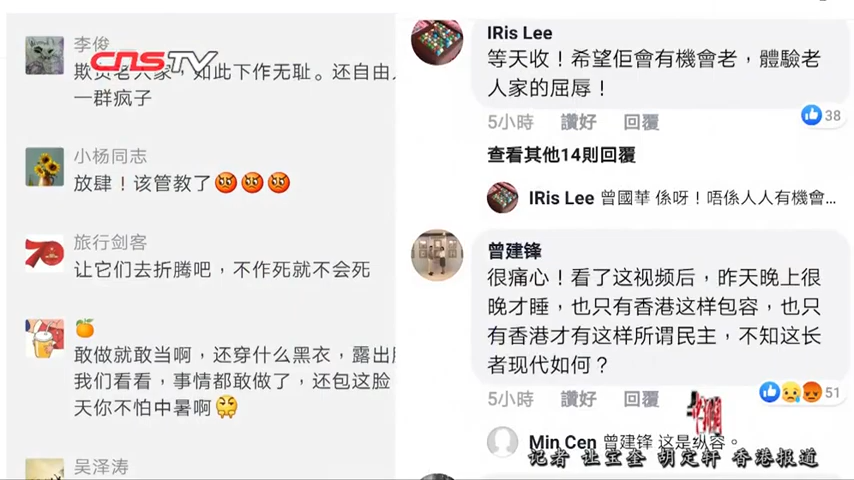 李俊
CNSTV
欺负老人家，如此下作无耻。还自由
一群疯子
小杨同志
放肆！该管教了😡😡😡
旅行剑客
让它们去折腾吧，不作死就不会死
🍊
敢做就敢当啊，还穿什么黑衣，露出
我们看看，事情都敢做了，还包这脸
天你不怕中暑啊
吴泽涛
IRis Lee
等天收！希望佢會有機會老，體驗老
人家的屈辱！
5小時 讚好 回覆
38
查看其他14則回覆
IRis Lee 曾國華 係呀！唔係人人有機會...
曾建锋
很痛心！看了这视频后，昨天晚上很
晚才睡，也只有香港这样包容，也只
有香港才有这样所谓民主，不知这长
者现代如何？
5小時 讚好 回覆
51
Min Cen 曾建锋 这是纵容。
记者 胡定轩 香港报道